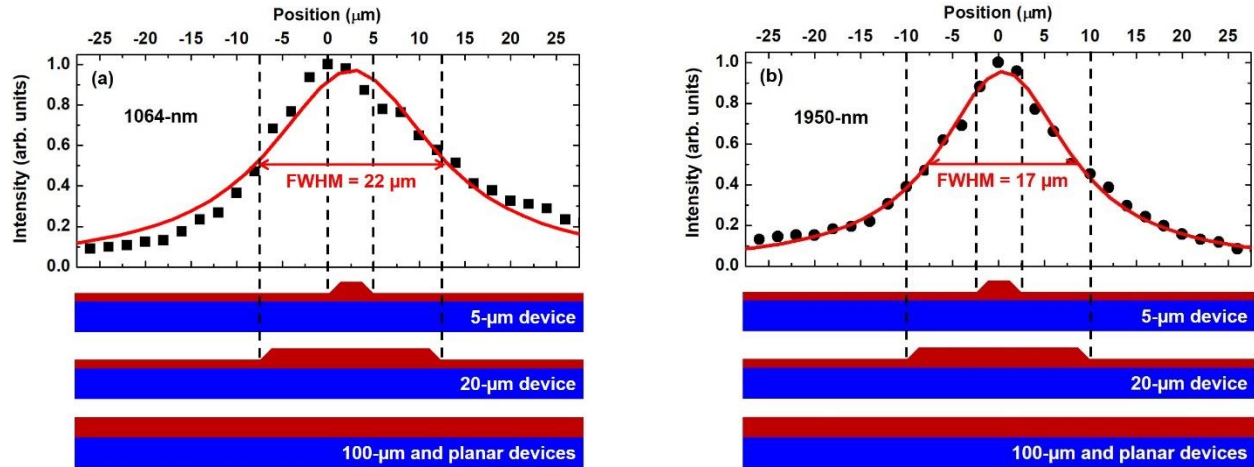 Position (μm)
-25 -20 -15 -10 -5 0 5 10 15 20 25
1.0
0.8
0.6
0.4
0.2
0.0
Intensity (arb. units)
(a)
1064-nm
FWHM = 22 μm
5-μm device
20-μm device
100-μm and planar devices
Position (μm)
-25 -20 -15 -10 -5 0 5 10 15 20 25
1.0
0.8
0.6
0.4
0.2
0.0
Intensity (arb. units)
(b)
1950-nm
FWHM = 17 μm
5-μm device
20-μm device
100-μm and planar devices